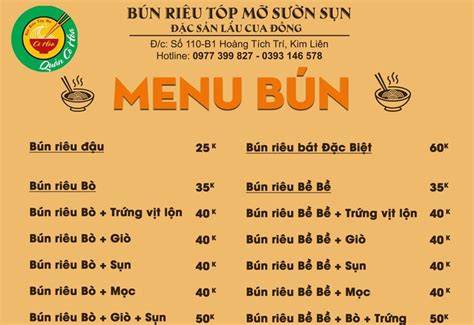 BÚN RIÊU TÓP MỠ SƯỜN SỤN
ĐẶC SẢN LẨU CUA ĐỒNG
Đ/c: Số 110-B1 Hoàng Tích Trí, Kim Liên
Hotline: 0977 399 827 - 0393 146 578
Cô Hoa
Quán Cô Hoa
MENU BÚN
Bún riêu đậu 25K
Bún riêu bát Đặc Biệt 60K
Bún riêu Bò 35K
Bún riêu Bề Bề 35K
Bún riêu Bò + Trứng vịt lộn 40K
Bún riêu Bề Bề + Trứng vịt lộn 40K
Bún riêu Bò + Giò 40K
Bún riêu Bề Bề + Giò 40K
Bún riêu Bò + Sụn 40K
Bún riêu Bề Bề + Sụn 40K
Bún riêu Bò + Mọc 40K
Bún riêu Bề Bề + Mọc 40K
Bún riêu Bò + Giò + Sụn 50K
Bún riêu Bề Bề + Bò + Trứng 50K